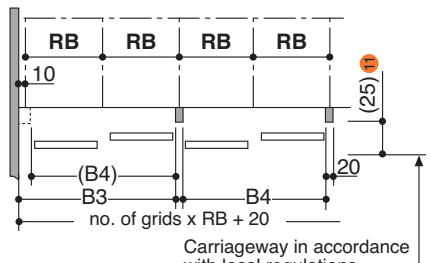 RB RB RB RB
10
(25) 11
(B4)
20
B3 B4
no. of grids x RB + 20
Carriageway in accordance
with local regulations